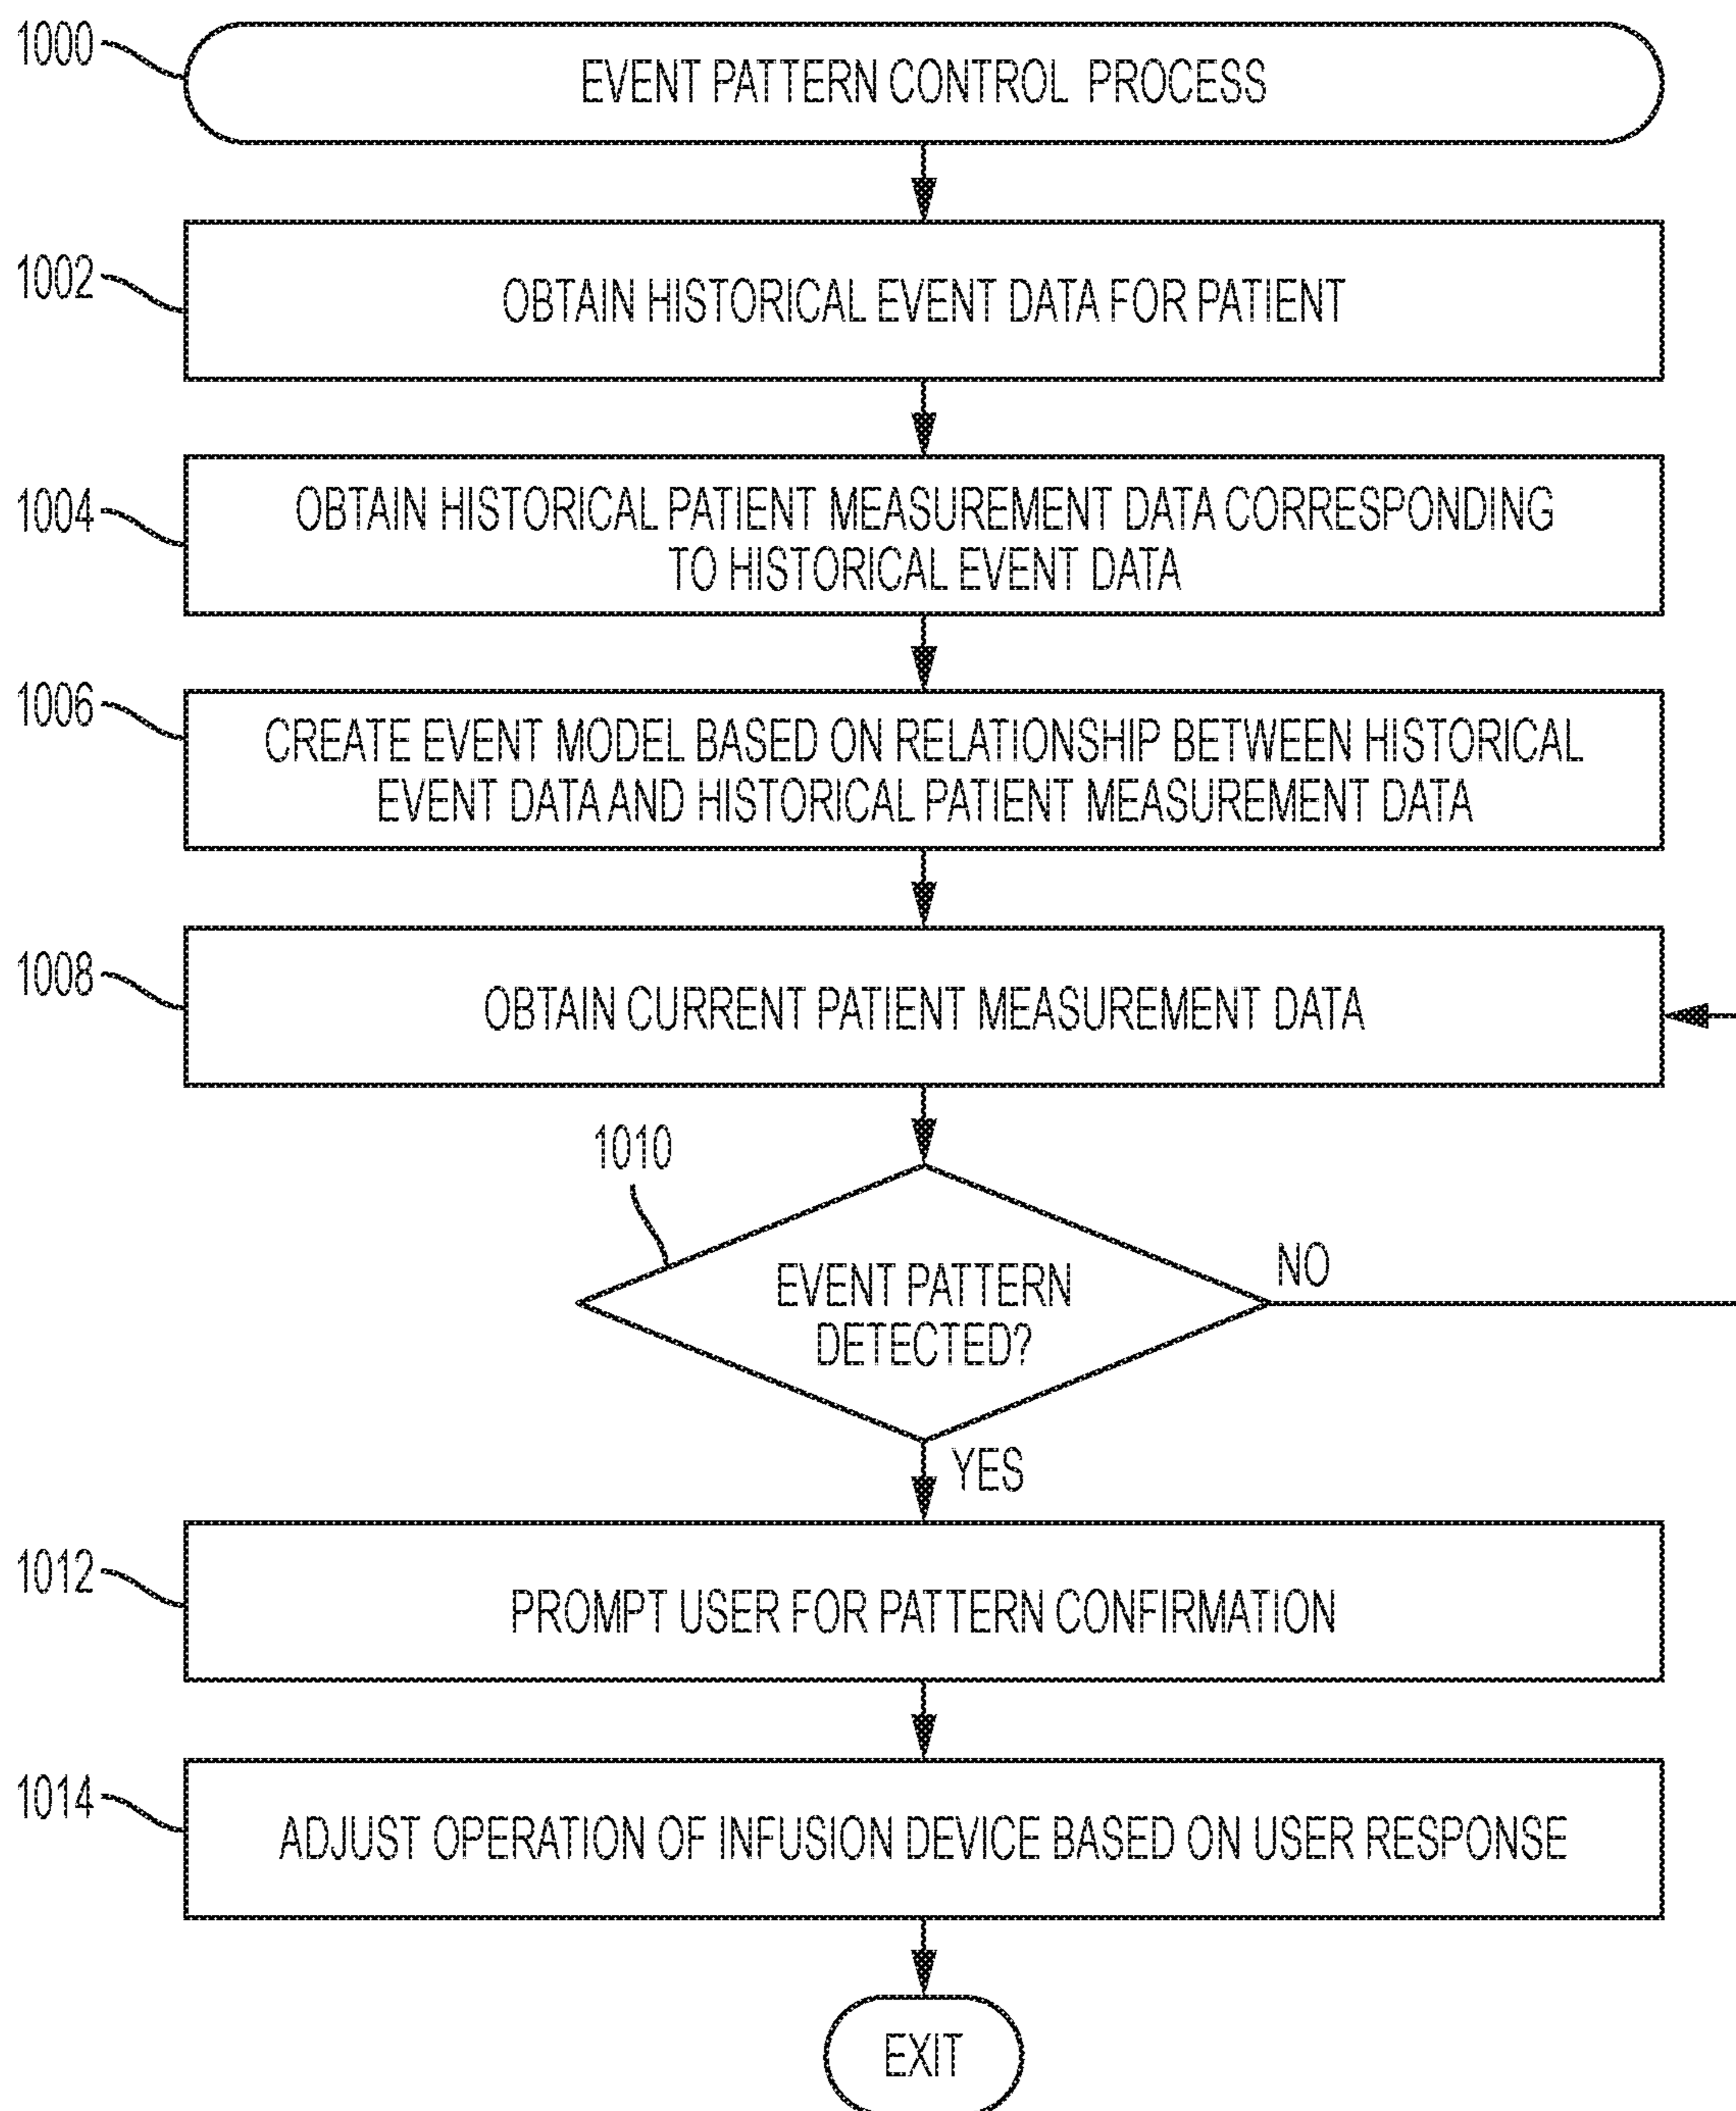 1000
EVENT PATTERN CONTROL PROCESS
1002
OBTAIN HISTORICAL EVENT DATA FOR PATIENT
1004
OBTAIN HISTORICAL PATIENT MEASUREMENT DATA CORRESPONDING
TO HISTORICAL EVENT DATA
1006
CREATE EVENT MODEL BASED ON RELATIONSHIP BETWEEN HISTORICAL
EVENT DATA AND HISTORICAL PATIENT MEASUREMENT DATA
1008
OBTAIN CURRENT PATIENT MEASUREMENT DATA
1010
EVENT PATTERN
DETECTED?
NO
YES
1012
PROMPT USER FOR PATTERN CONFIRMATION
1014
ADJUST OPERATION OF INFUSION DEVICE BASED ON USER RESPONSE
EXIT